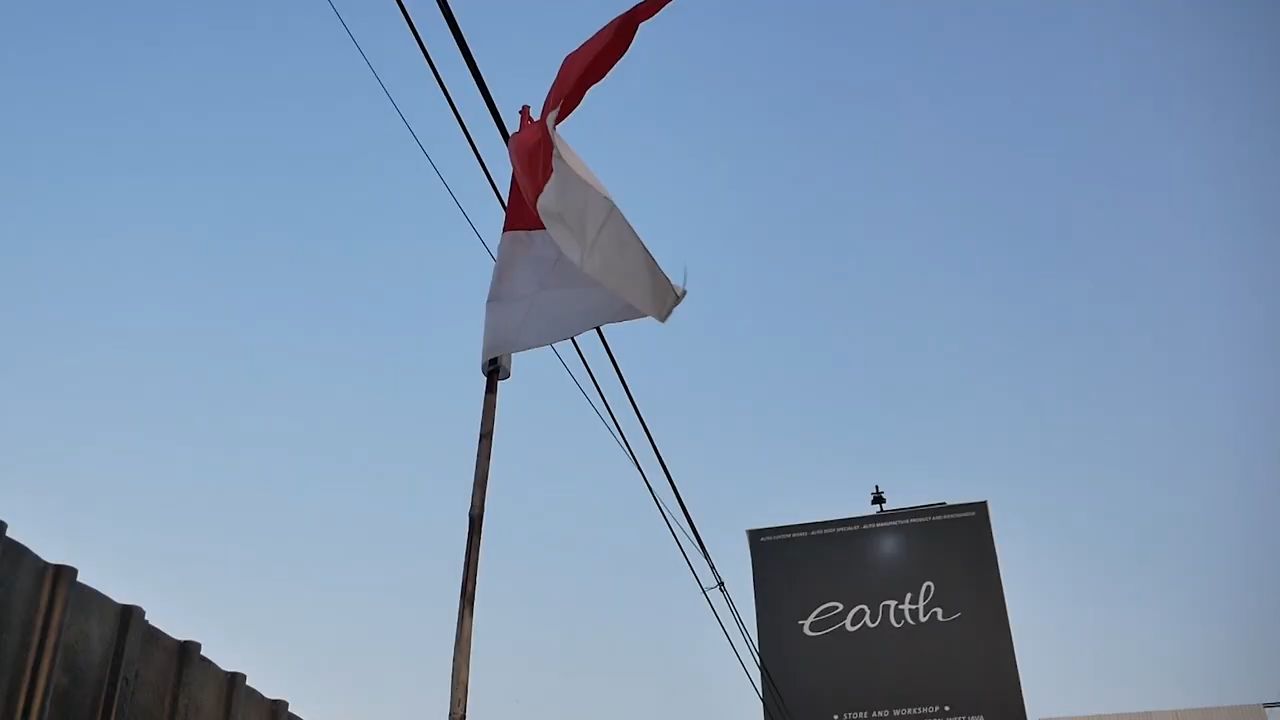 AUTO CUSTOM WORKS - AUTO BODY SPECIALIST - AUTO MANUFACTURE PRODUCT AND MERCHANDISE
earth
• STORE AND WORKSHOP •
WEST JAVA